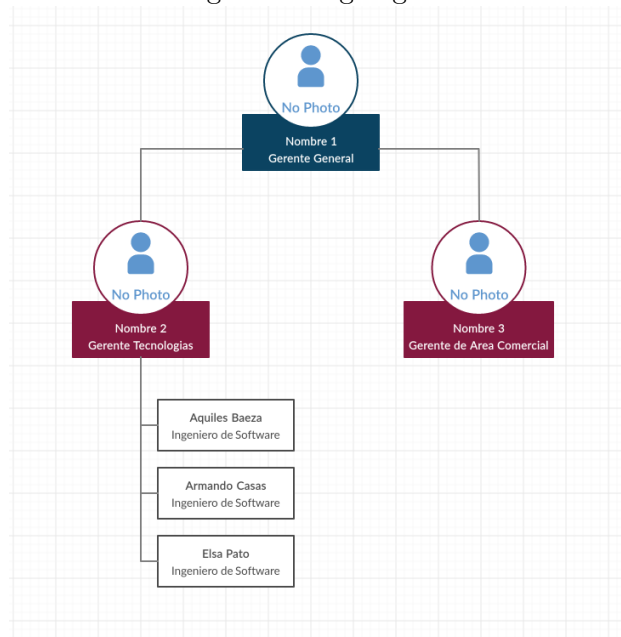 No Photo
Nombre 1
Gerente General
No Photo
Nombre 2
Gerente Tecnologias
No Photo
Nombre 3
Gerente de Area Comercial
Aquiles Baeza
Ingeniero de Software
Armando Casas
Ingeniero de Software
Elsa Pato
Ingeniero de Software